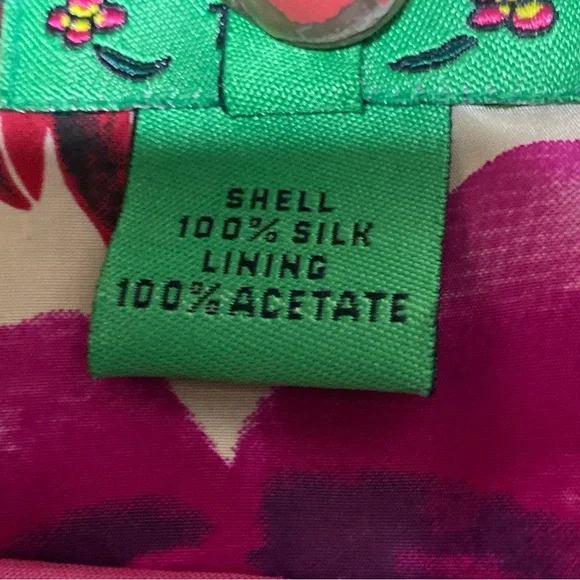 SHELL
100% SILK
LINING
100% ACETATE